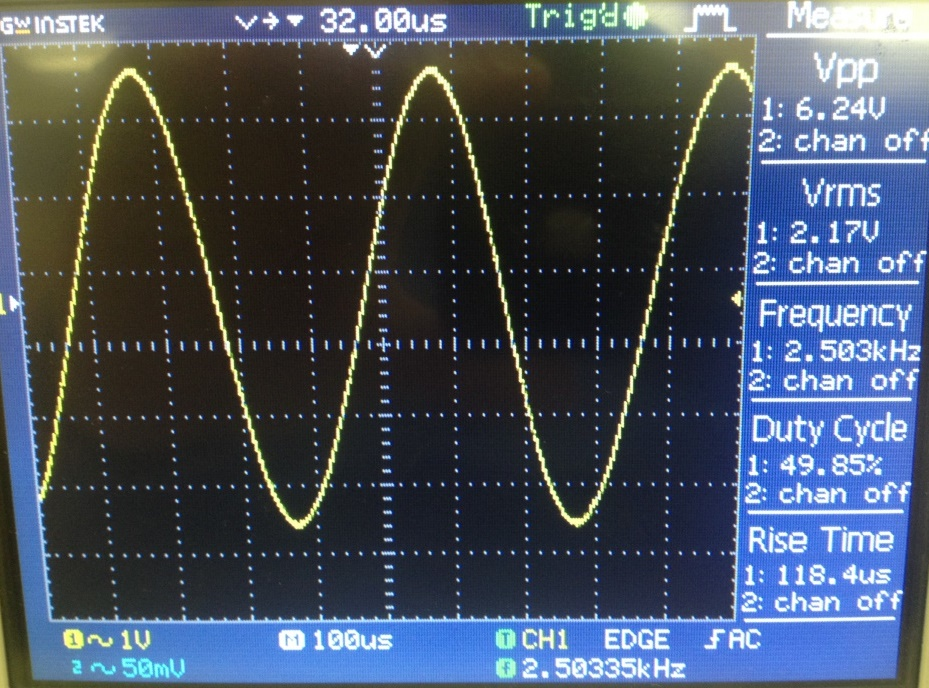 GW INSTEK 32.00us Trig'd Measure
Vpp
1: 6.24V
2: chan off
Vrms
1: 2.17V
2: chan off
Frequency
1: 2.503kHz
2: chan off
Duty Cycle
1: 49.85%
2: chan off
Rise Time
1: 118.4us
2: chan off
1
1 ~ 1V M 100us T CH1 EDGE AC
2 ~ 50mV f 2.50335kHz